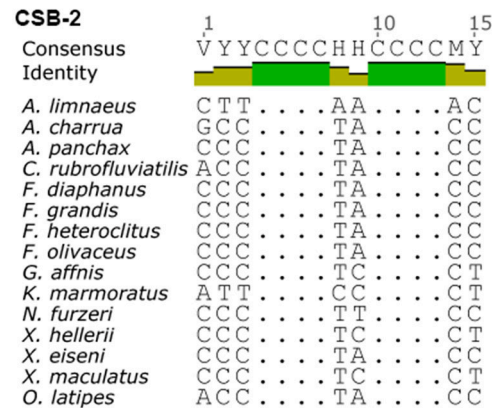 CSB-2
1 10 15
Consensus VYYCCCCHHCCCCMY
Identity
A. limnaeus CTT....AA....AC
A. charrua GCC....TA....CC
A. panchax CCC....TA....CC
C. rubrofluviatilis ACC....TA....CC
F. diaphanus CCC....TA....CC
F. grandis CCC....TA....CC
F. heteroclitus CCC....TA....CC
F. olivaceus CCC....TA....CC
G. affnis CCC....TC....CT
K. marmoratus ATT....CC....CT
N. furzeri CCC....TT....CC
X. hellerii CCC....TC....CT
X. eiseni CCC....TA....CC
X. maculatus CCC....TC....CT
O. latipes ACC....TA....CC